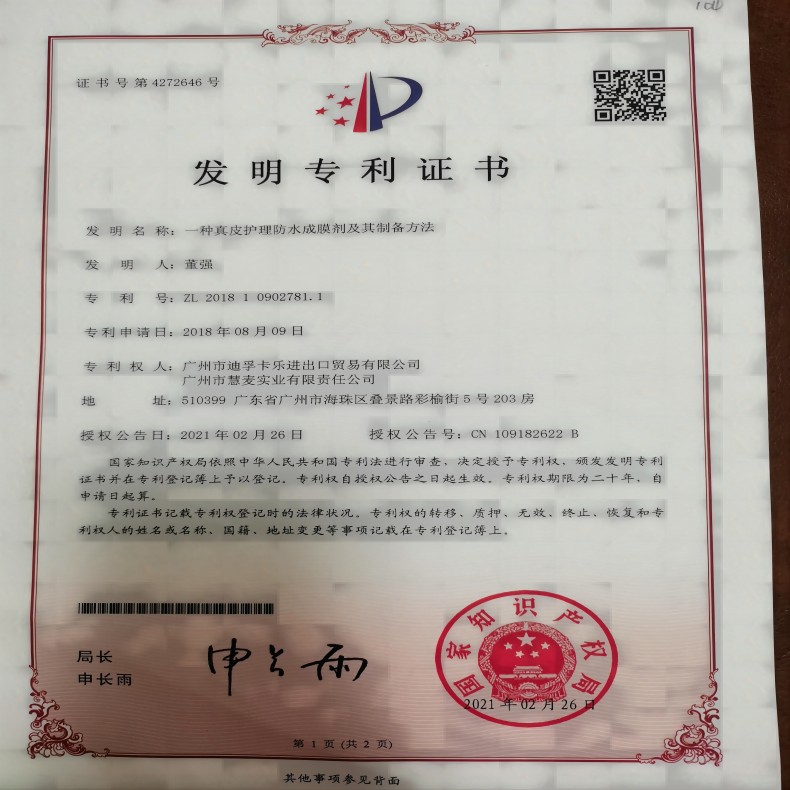 证书号第4272646号
发明专利证书
发明名称：一种真皮护理防水成膜剂及其制备方法
发明人：董强
专利号：ZL 2018 1 0902781.1
专利申请日：2018年08月09日
专利权人：广州市迪孚卡乐进出口贸易有限公司
广州市慧麦实业有限责任公司
地址：510399 广东省广州市海珠区叠景路彩榆街5号203房
授权公告日：2021年02月26日 授权公告号：CN 109182622 B
国家知识产权局依照中华人民共和国专利法进行审查，决定授予专利权，颁发发明专利
证书并在专利登记簿上予以登记。专利权自授权公告之日起生效。专利权期限为二十年，自
申请日起算。
专利证书记载专利权登记时的法律状况。专利权的转移、质押、无效、终止、恢复和专
利权人的姓名或名称、国籍、地址变更等事项记载在专利登记簿上。
局长
申长雨
申长雨
国家知识产权局
2021年02月26日
第1页(共2页)
其他事项参见背面